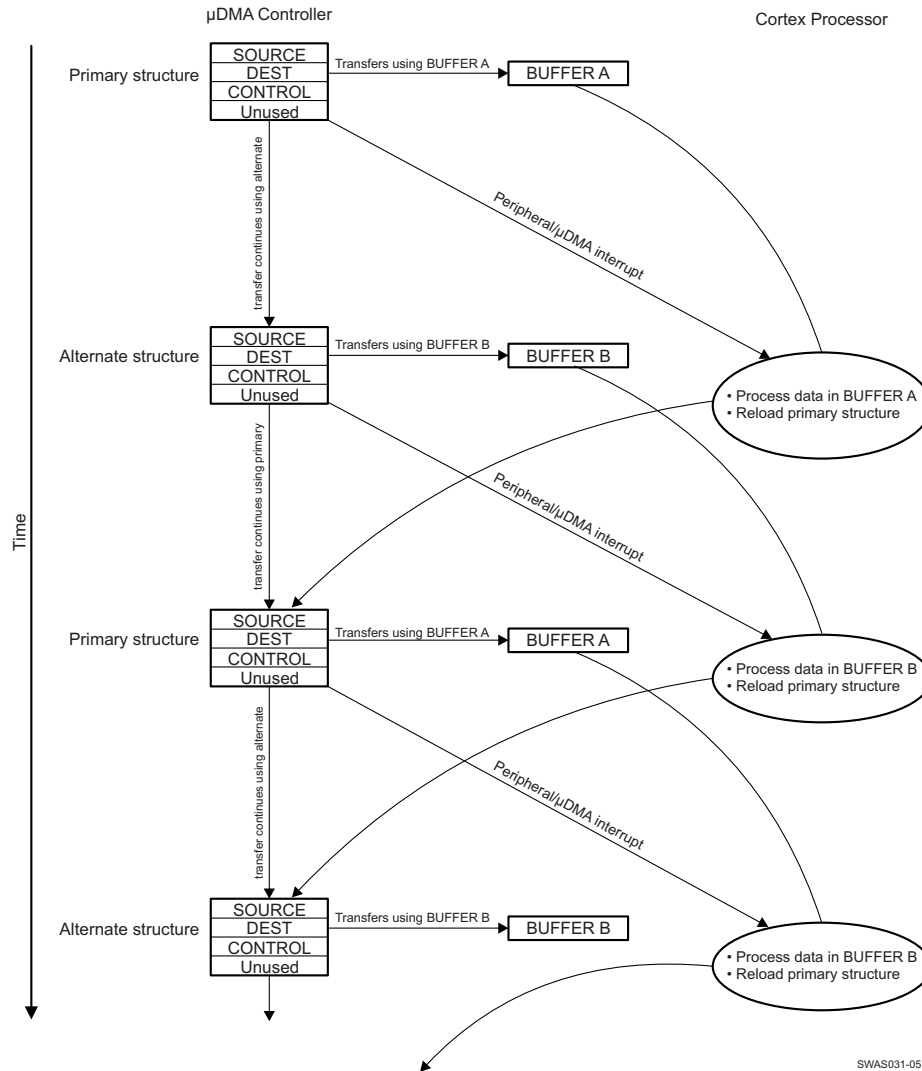 µDMA Controller
Cortex Processor
Primary structure
SOURCE
DEST
CONTROL
Unused
Transfers using BUFFER A
BUFFER A
transfer continues using alternate
Peripheral/µDMA interrupt
Alternate structure
SOURCE
DEST
CONTROL
Unused
Transfers using BUFFER B
BUFFER B
• Process data in BUFFER A
• Reload primary structure
transfer continues using primary
Peripheral/µDMA interrupt
Time
Primary structure
SOURCE
DEST
CONTROL
Unused
Transfers using BUFFER A
BUFFER A
• Process data in BUFFER B
• Reload primary structure
transfer continues using alternate
Peripheral/µDMA interrupt
Alternate structure
SOURCE
DEST
CONTROL
Unused
Transfers using BUFFER B
BUFFER B
• Process data in BUFFER B
• Reload primary structure
SWAS031-05